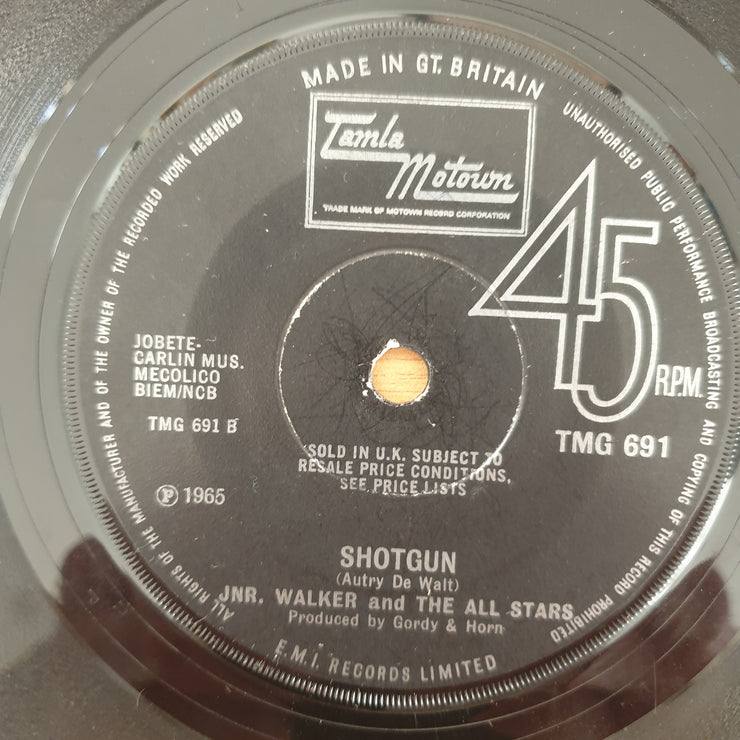 MADE IN GT. BRITAIN
UNAUTHORISED PUBLIC PERFORMANCE BROADCASTING AND COPYING OF THIS RECORD PROHIBITED
ALL RIGHTS OF THE MANUFACTURER AND OF THE OWNER OF THE RECORDED WORK RESERVED
Tamla
Motown
TRADE MARK OF MOTOWN RECORD CORPORATION
45
R.P.M.
TMG 691
JOBETE-
CARLIN MUS.
MECOLICO
BIEM/NCB
TMG 691 B
℗ 1965
SOLD IN U.K. SUBJECT TO
RESALE PRICE CONDITIONS,
SEE PRICE LISTS
SHOTGUN
(Autry De Walt)
JNR. WALKER and THE ALL STARS
Produced by Gordy & Horn
E.M.I. RECORDS LIMITED